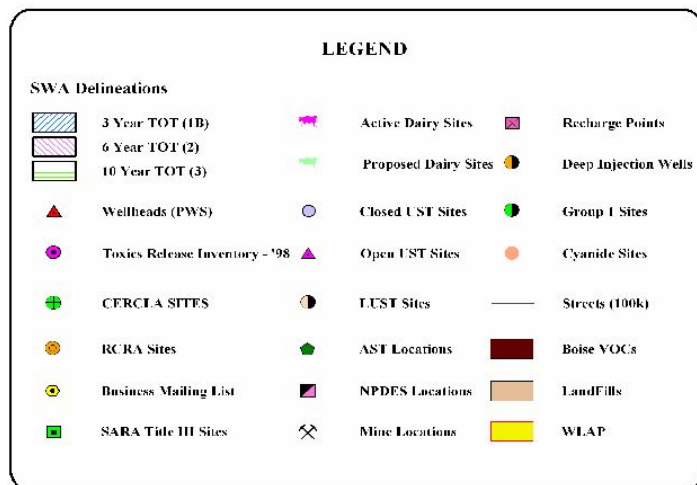 LEGEND
SWA Delineations
3 Year TOT (1B)
Active Dairy Sites
Recharge Points
6 Year TOT (2)
10 Year TOT (3)
Proposed Dairy Sites
Deep Injection Wells
Wellheads (PWS)
Closed UST Sites
Group 1 Sites
Toxics Release Inventory - '98
Open UST Sites
Cyanide Sites
CERCLA SITES
LUST Sites
Streets (100k)
RCRA Sites
AST Locations
Boise VOCs
Business Mailing List
NPDES Locations
LandFills
SARA Title III Sites
Mine Locations
WLAP